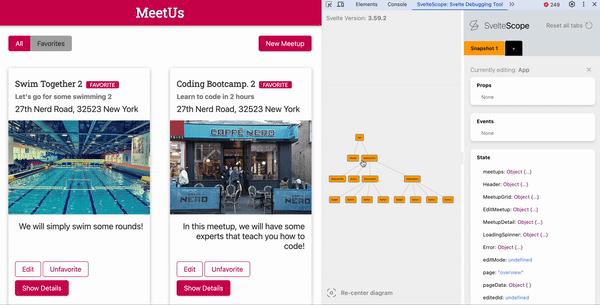 MeetUs
All
Favorites
New Meetup
Swim Together 2 FAVORITE
Let's go for some swimming 2
27th Nerd Road, 32523 New York
We will simply swim some rounds!
Edit
Unfavorite
Show Details
Coding Bootcamp. 2 FAVORITE
Learn to code in 2 hours
27th Nerd Road, 32523 New York
CAFFÈ NERO
In this meetup, we will have some
experts that teach you how to
code!
Edit
Unfavorite
Show Details
Elements
Console
SvelteScope: Svelte Debugging Tool
249
Svelte Version: 3.59.2
Re-center diagram
SvelteScope
Reset all tabs
Snapshot 1
+
Currently editing: App
Props
None
Events
None
State
meetups: Object {...}
Header: Object {...}
MeetupGrid: Object {...}
EditMeetup: Object {...}
MeetupDetail: Object {...}
LoadingSpinner: Object {...}
Error: Object {...}
editMode: undefined
page: "overview"
pageData: Object { }
editedId: undefined